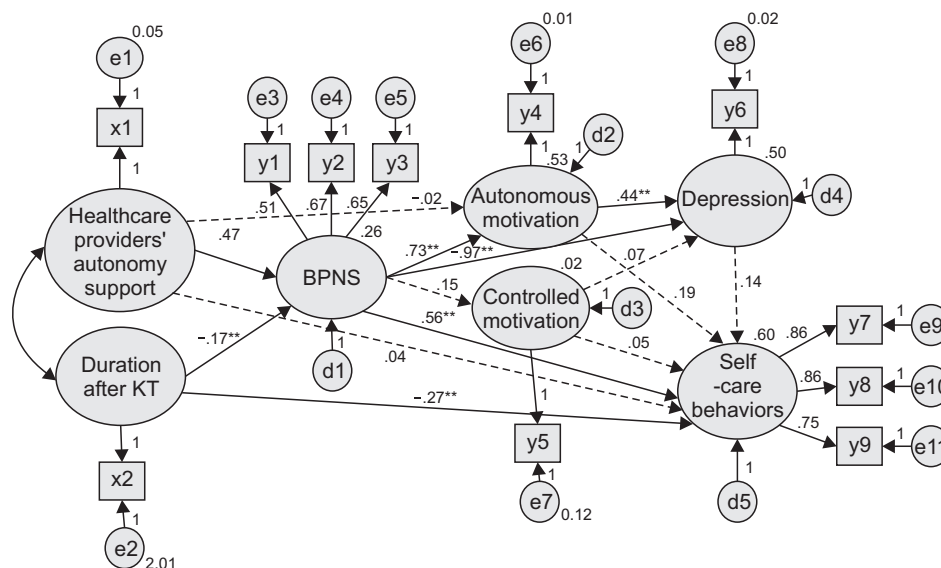 0.05
e1
1
x1
1
Healthcare
providers'
autonomy
support
Duration
after KT
1
x2
1
e2
2.01
e3
e4
e5
1
1
1
y1
y2
y3
.51
.67
.65
.26
BPNS
1
d1
.47
-.17**
-.02
.04
-.27**
.73**
-.97**
.15
.56**
0.01
e6
1
y4
1
d2
1
.53
Autonomous
motivation
.02
Controlled
motivation
1
d3
1
y5
1
e7
0.12
.44**
.07
.19
.05
.14
0.02
e8
1
y6
1
.50
Depression
1
d4
.60
Self
-care
behaviors
1
d5
.86
y7
1
e9
.86
y8
1
e10
.75
y9
1
e11